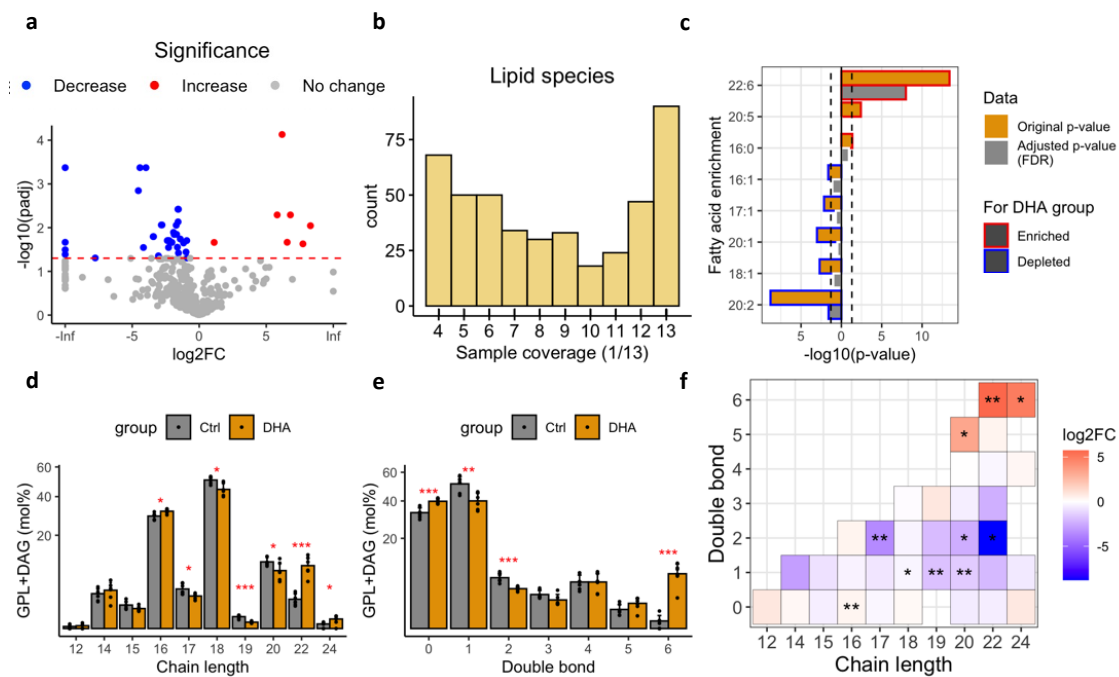 a
Significance
Decrease
Increase
No change
4
3
2
1
0
-log10(padj)
-Inf
-5
0
5
Inf
log2FC
b
Lipid species
75
50
25
0
count
4 5 6 7 8 9 10 11 12 13
Sample coverage (1/13)
c
22:6
20:5
16:0
16:1
17:1
20:1
18:1
20:2
Fatty acid enrichment
5 0 5 10
-log10(p-value)
Data
Original p-value
Adjusted p-value
(FDR)
For DHA group
Enriched
Depleted
d
group Ctrl DHA
60
40
20
GPL+DAG (mol%)
* * * *** * *** *
12 14 15 16 17 18 19 20 22 24
Chain length
e
group Ctrl DHA
60
40
20
GPL+DAG (mol%)
*** ** *** ***
0 1 2 3 4 5 6
Double bond
f
6 ** *
5 *
4
3
2 ** * *
1 * ** **
0 **
Double bond
12 14 15 16 17 18 19 20 22 24
Chain length
log2FC
5
0
-5